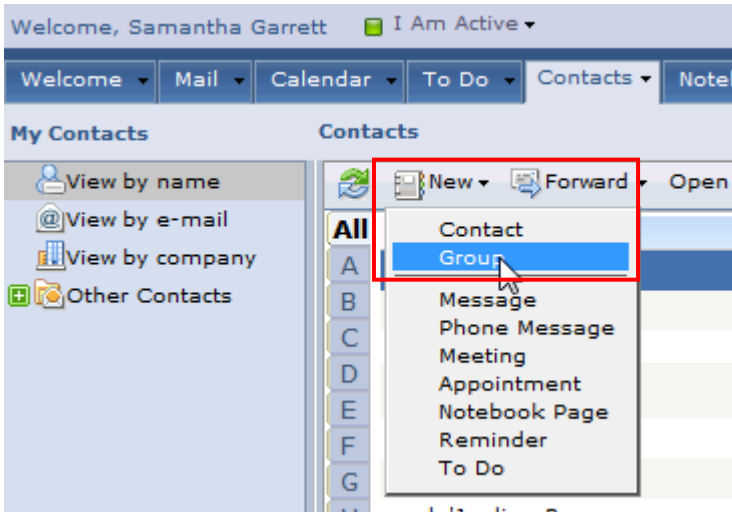 Welcome, Samantha Garrett I Am Active
Welcome Mail Calendar To Do Contacts
My Contacts Contacts
View by name New Forward Open
View by e-mail All Contact
View by company A Group
Other Contacts B Message
Phone Message
C
Meeting
D Appointment
E Notebook Page
F Reminder
G To Do